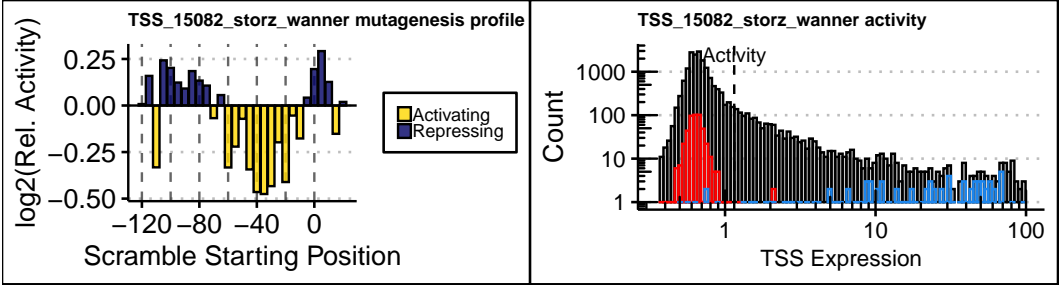 TSS_15082_storz_wanner mutagenesis profile
log2(Rel. Activity)
0.25
0.00
−0.25
−0.50
−120 −80 −40 0
Scramble Starting Position
Activating
Repressing
TSS_15082_storz_wanner activity
Activity
Count
1000
100
10
1
1 10 100
TSS Expression